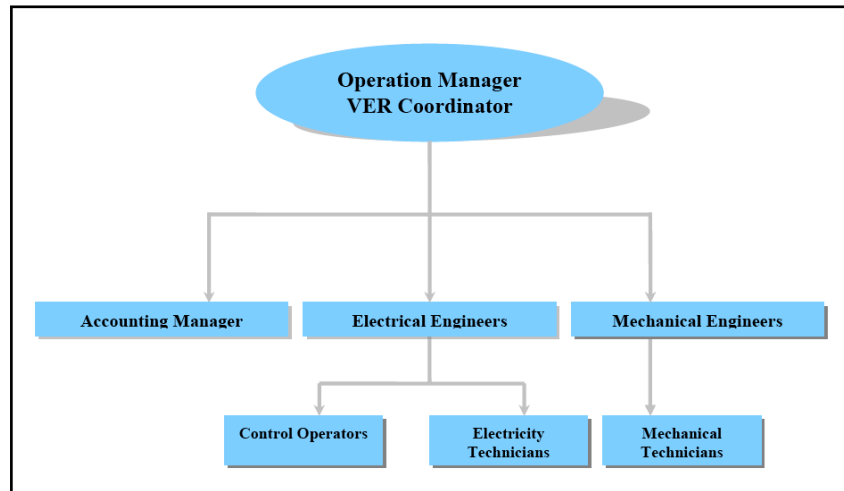 Operation Manager
VER Coordinator
Accounting Manager
Electrical Engineers
Mechanical Engineers
Control Operators
Electricity
Technicians
Mechanical
Technicians